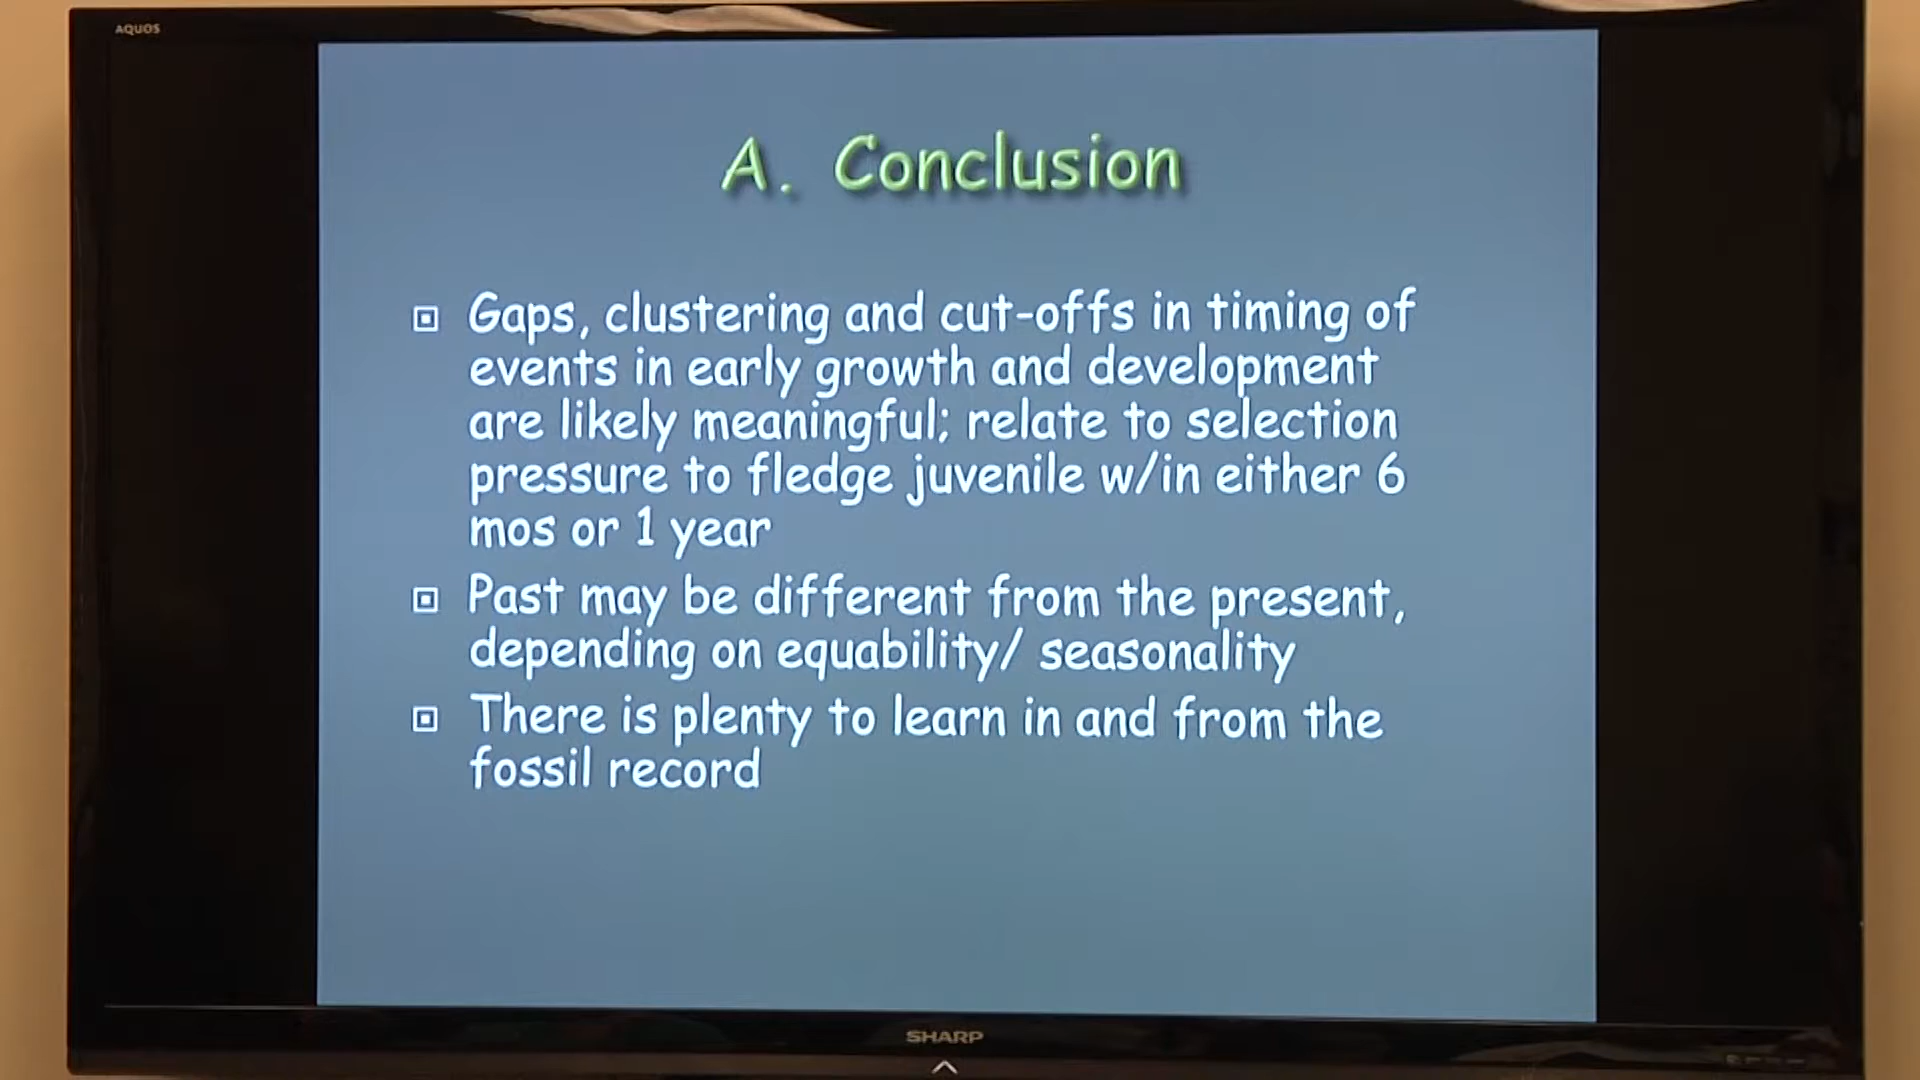 AQUOS
A. Conclusion
Gaps, clustering and cut-offs in timing of
events in early growth and development
are likely meaningful; relate to selection
pressure to fledge juvenile w/in either 6
mos or 1 year
Past may be different from the present,
depending on equability/ seasonality
There is plenty to learn in and from the
fossil record
SHARP